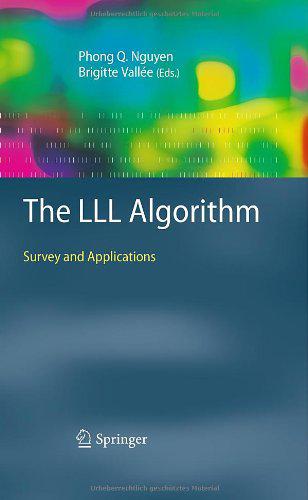 Urheberrechtlich geschütztes Material
Phong Q. Nguyen
Brigitte Vallée (Eds.)
The LLL Algorithm
Survey and Applications
Springer
Urheberrechtlich geschütztes Material